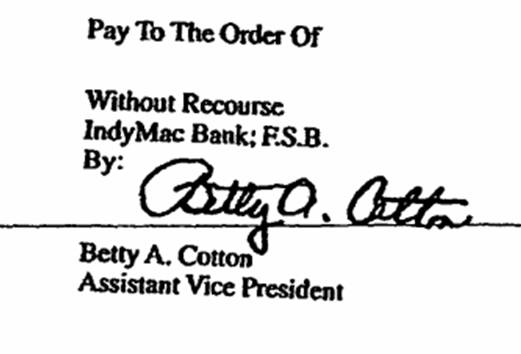 Pay To The Order Of
Without Recourse
IndyMac Bank; F.S.B.
By: Betty A. Cotton
Betty A. Cotton
Assistant Vice President